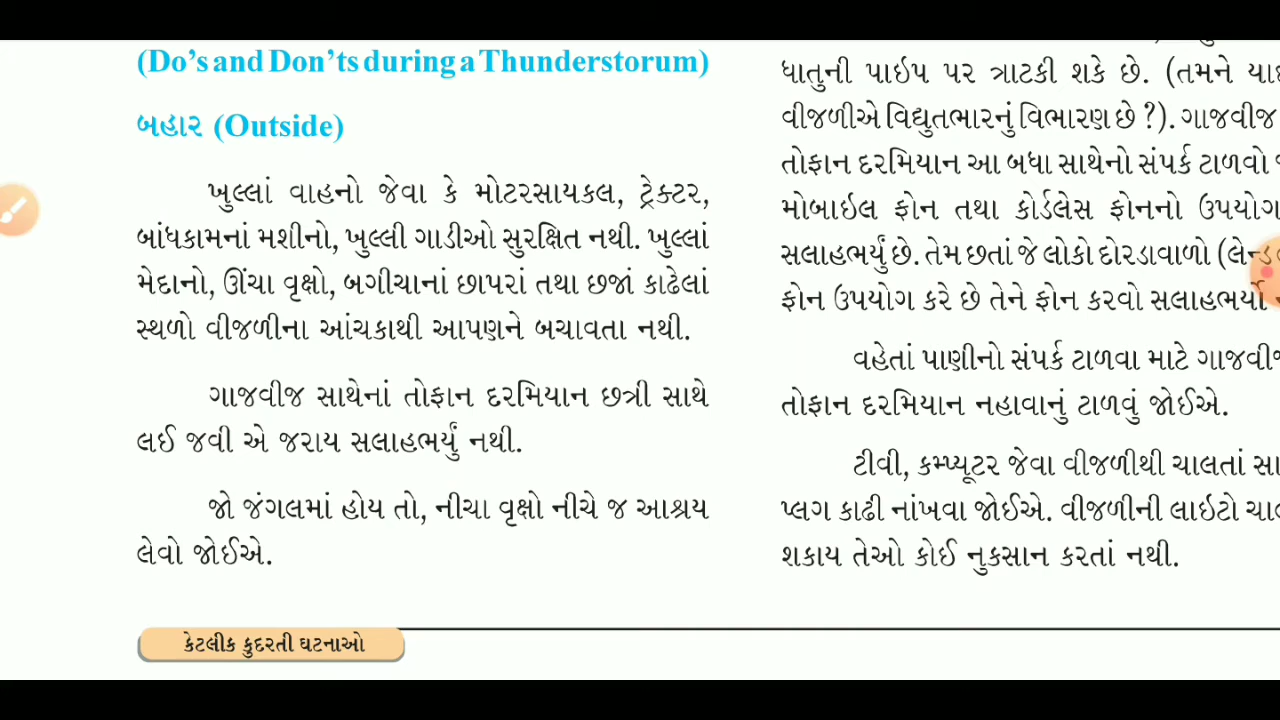 (Do's and Don'ts during a Thunderstorum)
બહાર (Outside)
ખુલ્લાં વાહનો જેવા કે મોટરસાયકલ, ટ્રેક્ટર,
બાંધકામનાં મશીનો, ખુલ્લી ગાડીઓ સુરક્ષિત નથી. ખુલ્લાં
મેદાનો, ઊંચા વૃક્ષો, બગીચાનાં છાપરાં તથા છજાં કાઢેલાં
સ્થળો વીજળીના આંચકાથી આપણને બચાવતા નથી.
ગાજવીજ સાથેનાં તોફાન દરમિયાન છત્રી સાથે
લઈ જવી એ જરાય સલાહભર્યું નથી.
જો જંગલમાં હોય તો, નીચા વૃક્ષો નીચે જ આશ્રય
લેવો જોઈએ.
ધાતુની પાઇપ પર ત્રાટકી શકે છે. (તમને
વીજળીએ વિદ્યુતભારનું વિભારણ છે ?). ગાજવીજ
તોફાન દરમિયાન આ બધા સાથેનો સંપર્ક ટાળવો
મોબાઇલ ફોન તથા કોર્ડલેસ ફોનનો ઉપયોગ
સલાહભર્યું છે. તેમ છતાં જે લોકો દોરડાવાળો
ફોન ઉપયોગ કરે છે તેને ફોન કરવો સલાહભર્યો
વહેતાં પાણીનો સંપર્ક ટાળવા માટે
તોફાન દરમિયાન નહાવાનું ટાળવું જોઈએ.
ટીવી, કમ્પ્યૂટર જેવા વીજળીથી ચાલતાં
પ્લગ કાઢી નાંખવા જોઈએ. વીજળીની લાઇટો
શકાય તેઓ કોઈ નુકસાન કરતાં નથી.
કેટલીક કુદરતી ઘટનાઓ